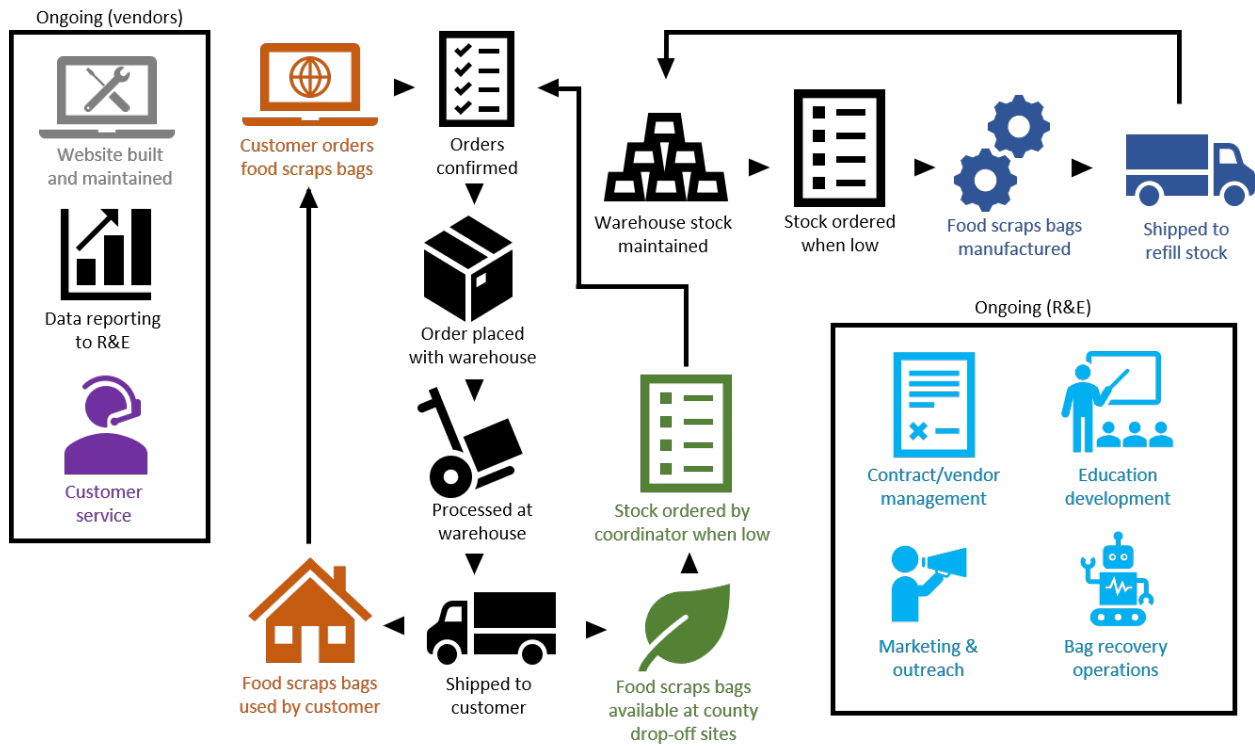 Ongoing (vendors)
Website built
and maintained
Data reporting
to R&E
Customer
service
Customer orders
food scraps bags
Orders
confirmed
Order placed
with warehouse
Processed at
warehouse
Shipped to
customer
Food scraps bags
used by customer
Food scraps bags
available at county
drop-off sites
Stock ordered by
coordinator when low
Warehouse stock
maintained
Stock ordered
when low
Food scraps bags
manufactured
Shipped to
refill stock
Ongoing (R&E)
Contract/vendor
management
Education
development
Marketing &
outreach
Bag recovery
operations